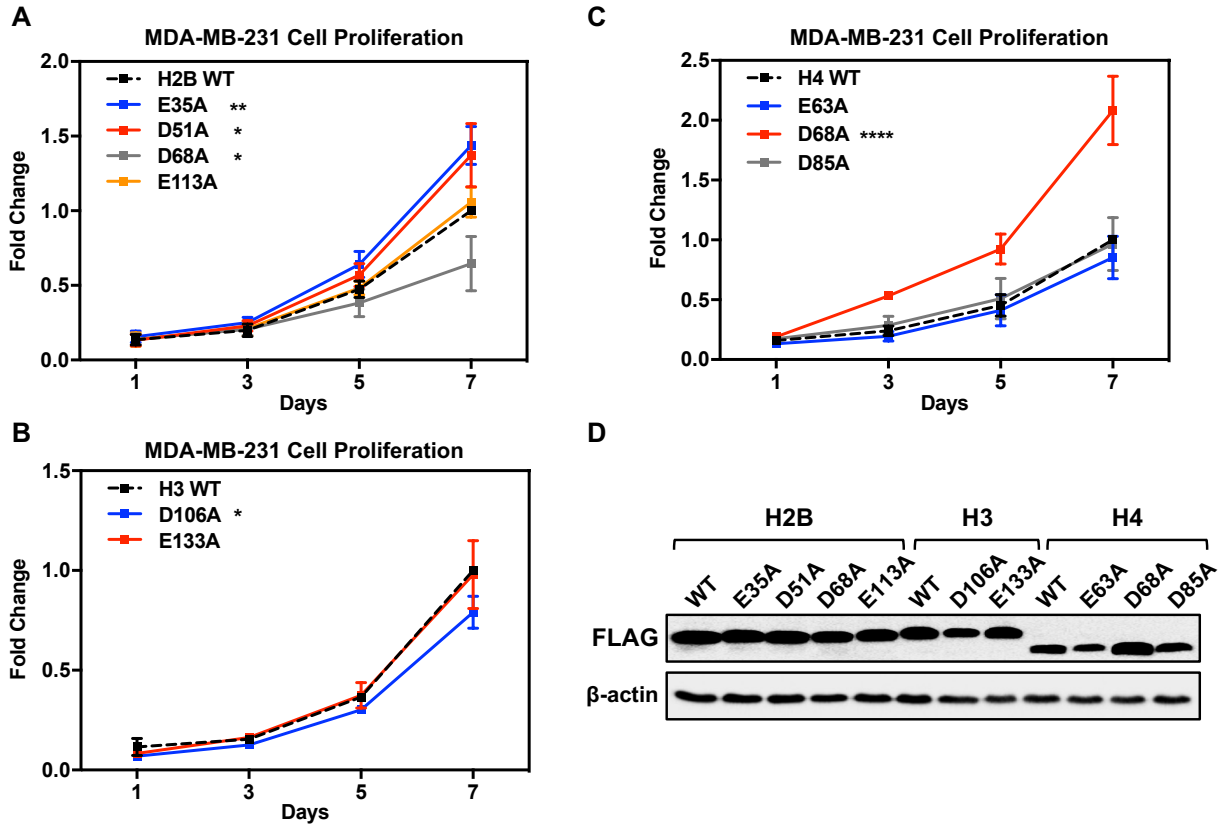 A
MDA-MB-231 Cell Proliferation
Fold Change
2.0
1.5
1.0
0.5
0.0
H2B WT
E35A **
D51A *
D68A *
E113A
1 3 5 7
Days
B
MDA-MB-231 Cell Proliferation
Fold Change
1.5
1.0
0.5
0.0
H3 WT
D106A *
E133A
1 3 5 7
Days
C
MDA-MB-231 Cell Proliferation
Fold Change
2.5
2.0
1.5
1.0
0.5
0.0
H4 WT
E63A
D68A ****
D85A
1 3 5 7
Days
D
H2B H3 H4
WT E35A D51A D68A E113A WT D106A E133A WT E63A D68A D85A
FLAG
β-actin